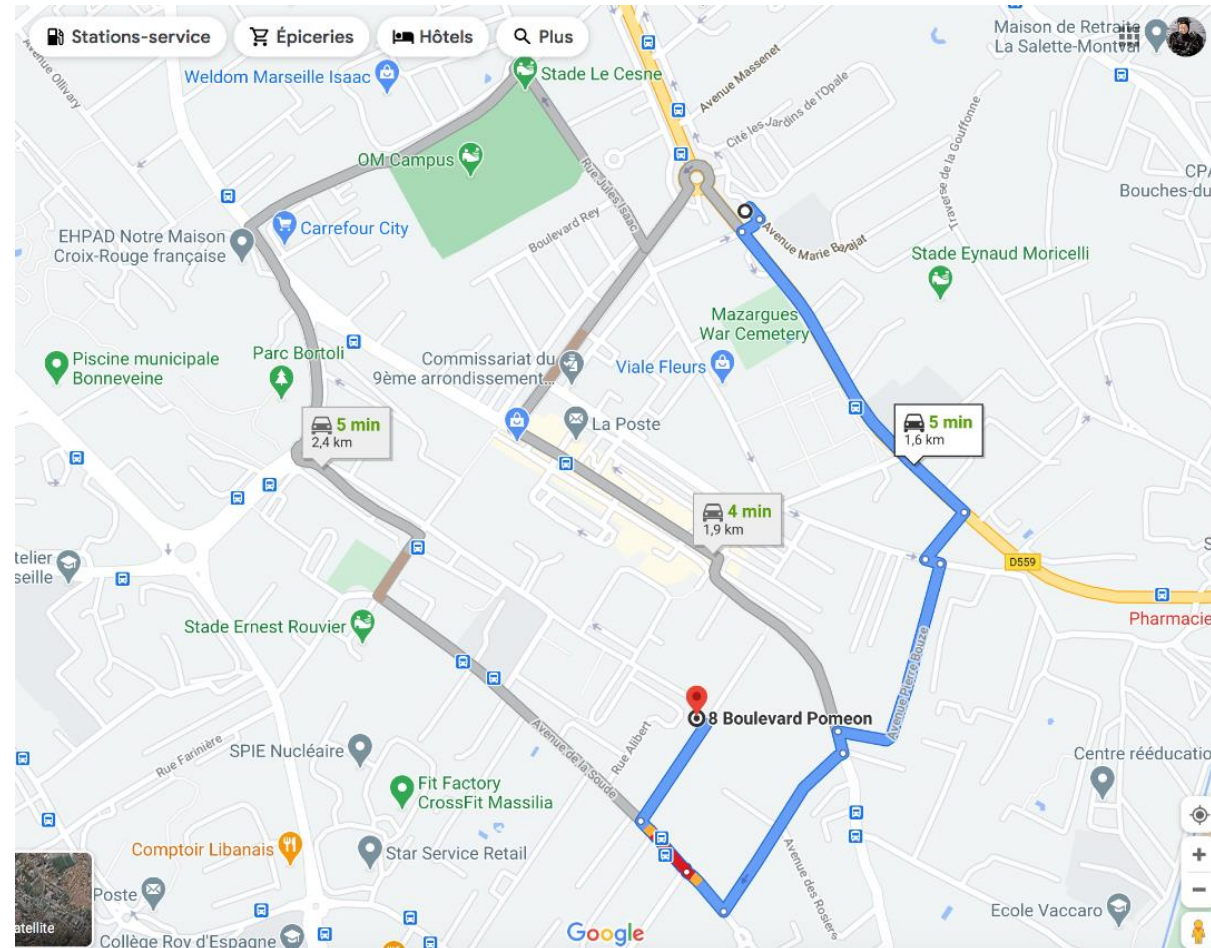 Stations-service
Épiceries
Hôtels
Plus
Maison de Retraite
La Salette-Montval
Avenue Ollivary
Weldom Marseille Isaac
Stade Le Cesne
Avenue Massenet
Cité les Jardins de l'Opale
Traverse de la Gouffonne
OM Campus
Rue Jules Isaac
CPA
Bouches-du
Carrefour City
Boulevard Rey
EHPAD Notre Maison
Croix-Rouge française
Avenue Marie
Stade Eynaud Moricelli
Mazargues
War Cemetery
Piscine municipale
Bonneveine
Parc Bortoli
Commissariat du
9ème arrondissement...
Viale Fleurs
La Poste
5 min
2,4 km
5 min
1,6 km
4 min
1,9 km
telier
seille
D559
Pharmacie
Stade Ernest Rouvier
Avenue Pierre Bouze
8 Boulevard Pomeon
Rue Farinière
SPIE Nucléaire
Avenue de la Soude
Rue Alibert
Centre rééducatio
Fit Factory
CrossFit Massilia
Comptoir Libanais
Star Service Retail
Avenue des Rosiers
Poste
atellite
Ecole Vaccaro
Collège Roy d'Espagne
Google